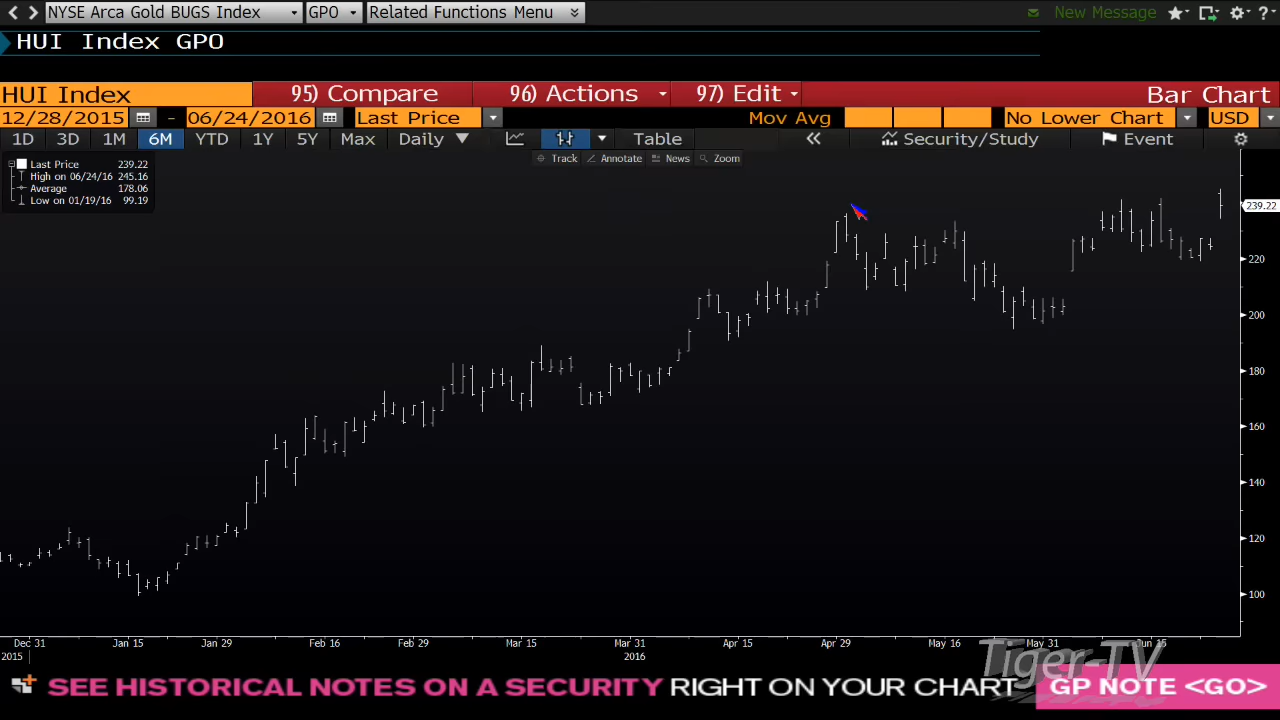 NYSE Arca Gold BUGS Index GPO Related Functions Menu New Message
HUI Index GPO
HUI Index 95) Compare 96) Actions 97) Edit Bar Chart
12/28/2015 - 06/24/2016 Last Price Mov Avg No Lower Chart USD
1D 3D 1M 6M YTD 1Y 5Y Max Daily Table Security/Study Event
Track Annotate News Zoom
Last Price 239.22
High on 06/24/16 245.16
Average 178.06
Low on 01/19/16 99.19
239.22
220
200
180
160
140
120
100
Dec 31 Jan 15 Jan 29 Feb 16 Feb 29 Mar 15 Mar 31 Apr 15 Apr 29 May 16 May 31 Jun 15
2015 2016
Tiger-TV
SEE HISTORICAL NOTES ON A SECURITY RIGHT ON YOUR CHART GP NOTE <GO>